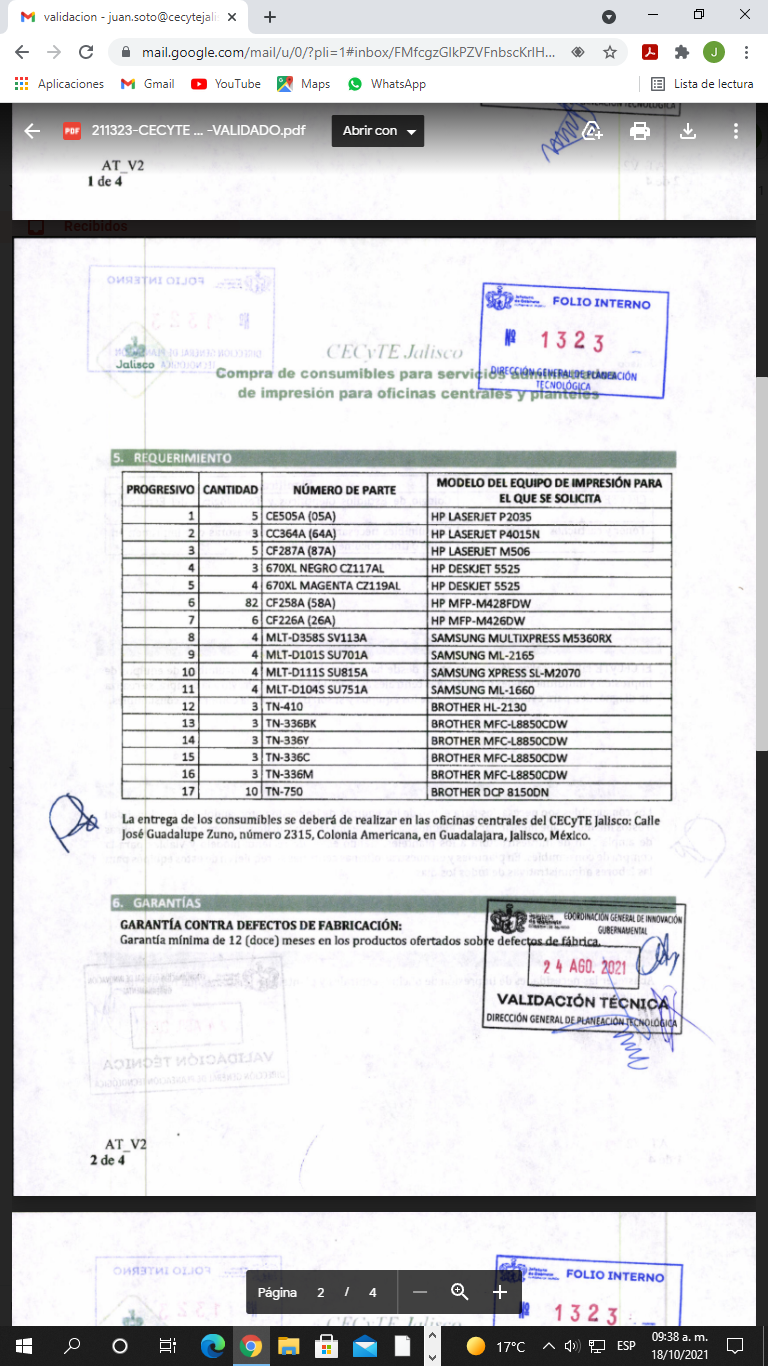 validacion - juan.soto@cecytejali
mail.google.com/mail/u/0/?pli=1#inbox/FMfcgzGlkPZVFnbscKrlH...
J
Aplicaciones Gmail YouTube Maps WhatsApp Lista de lectura
PDF 211323-CECYTE ... -VALIDADO.pdf Abrir con
AT_V2
1 de 4
Recibidos
FOLIO INTERNO
Nº 1323
DIRECCIÓN GENERAL DE PLANEACIÓN
TECNOLÓGICA
Jalisco
CECyTE Jalisco
Compra de consumibles para servicios administrativos
de impresión para oficinas centrales y planteles
5. REQUERIMIENTO
PROGRESIVO CANTIDAD NÚMERO DE PARTE MODELO DEL EQUIPO DE IMPRESIÓN PARA
EL QUE SE SOLICITA
1 5 CE505A (05A) HP LASERJET P2035
2 3 CC364A (64A) HP LASERJET P4015N
3 5 CF287A (87A) HP LASERJET M506
4 3 670XL NEGRO CZ117AL HP DESKJET 5525
5 4 670XL MAGENTA CZ119AL HP DESKJET 5525
6 82 CF258A (58A) HP MFP-M428FDW
7 6 CF226A (26A) HP MFP-M426DW
8 4 MLT-D358S SV113A SAMSUNG MULTIXPRESS M5360RX
9 4 MLT-D101S SU701A SAMSUNG ML-2165
10 4 MLT-D111S SU815A SAMSUNG XPRESS SL-M2070
11 4 MLT-D104S SU751A SAMSUNG ML-1660
12 3 TN-410 BROTHER HL-2130
13 3 TN-336BK BROTHER MFC-L8850CDW
14 3 TN-336Y BROTHER MFC-L8850CDW
15 3 TN-336C BROTHER MFC-L8850CDW
16 3 TN-336M BROTHER MFC-L8850CDW
17 10 TN-750 BROTHER DCP 8150DN
La entrega de los consumibles se deberá de realizar en las oficinas centrales del CECyTE Jalisco: Calle
José Guadalupe Zuno, número 2315, Colonia Americana, en Guadalajara, Jalisco, México.
6. GARANTÍAS
GARANTÍA CONTRA DEFECTOS DE FABRICACIÓN:
Garantía mínima de 12 (doce) meses en los productos ofertados sobre defectos de fábrica.
COORDINACIÓN GENERAL DE INNOVACIÓN
GUBERNAMENTAL
24 AGO. 2021
VALIDACIÓN TÉCNICA
DIRECCIÓN GENERAL DE PLANEACIÓN TECNOLÓGICA
AT_V2
2 de 4
FOLIO INTERNO
Nº 1323
CECyTE Jalisco
Página 2 / 4
17°C ESP 09:38 a. m.
18/10/2021